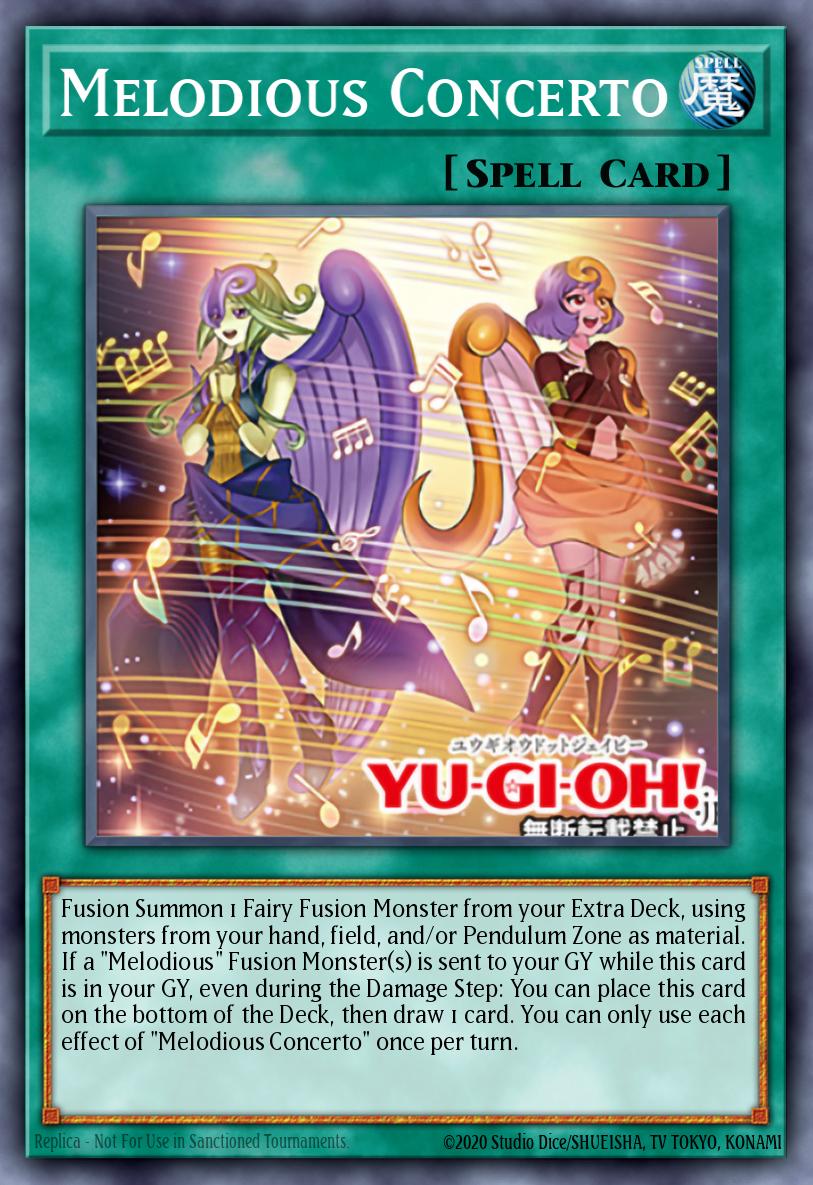 Melodious Concerto
SPELL
魔
[Spell Card]
ユウギオウドットジェイピー
YU-GI-OH!
.jp
無断転載禁止
Fusion Summon 1 Fairy Fusion Monster from your Extra Deck, using
monsters from your hand, field, and/or Pendulum Zone as material.
If a "Melodious" Fusion Monster(s) is sent to your GY while this card
is in your GY, even during the Damage Step: You can place this card
on the bottom of the Deck, then draw 1 card. You can only use each
effect of "Melodious Concerto" once per turn.
Replica - Not For Use in Sanctioned Tournaments.
©2020 Studio Dice/SHUEISHA, TV TOKYO, KONAMI